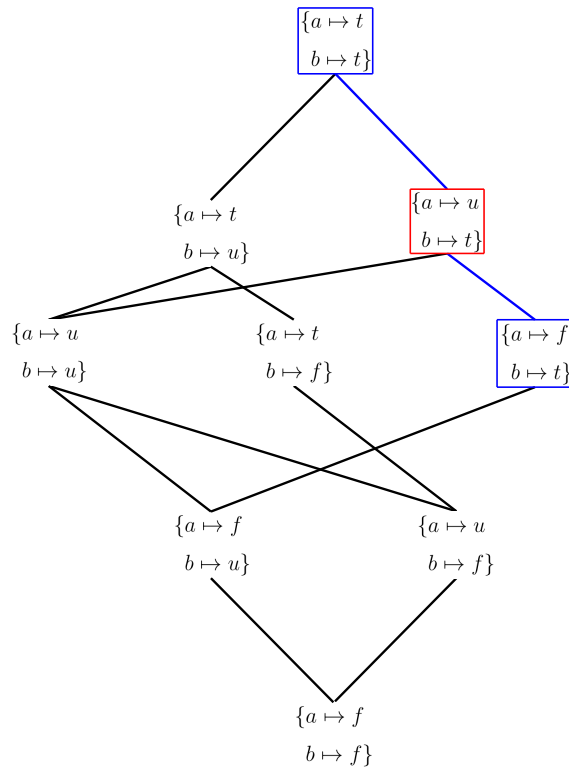 {a ↦ t
b ↦ t}
{a ↦ t
b ↦ u}
{a ↦ u
b ↦ t}
{a ↦ u
b ↦ u}
{a ↦ t
b ↦ f}
{a ↦ f
b ↦ t}
{a ↦ f
b ↦ u}
{a ↦ u
b ↦ f}
{a ↦ f
b ↦ f}